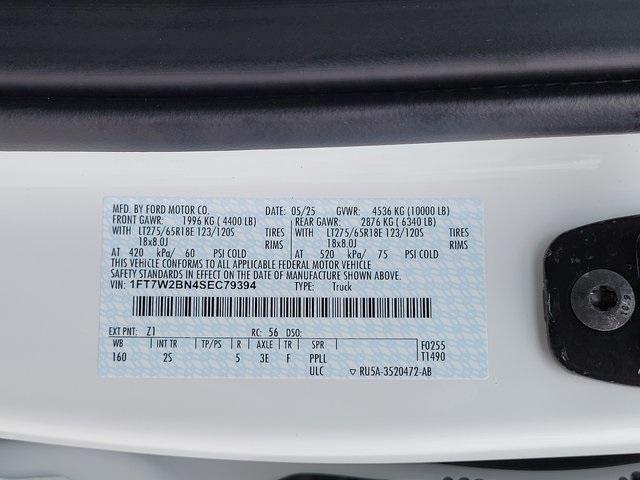 MFD. BY FORD MOTOR CO. DATE: 05/25 GVWR: 4536 KG (10000 LB)
FRONT GAWR: 1996 KG ( 4400 LB) REAR GAWR: 2876 KG ( 6340 LB)
WITH LT275/65R18E 123/120S TIRES WITH LT275/65R18E 123/120S TIRES
18x8.0J RIMS 18x8.0J RIMS
AT 420 kPa/ 60 PSI COLD AT 520 kPa/ 75 PSI COLD
THIS VEHICLE CONFORMS TO ALL APPLICABLE FEDERAL MOTOR VEHICLE
SAFETY STANDARDS IN EFFECT ON THE DATE OF MANUFACTURE SHOWN ABOVE.
VIN: 1FT7W2BN4SEC79394 TYPE: Truck
EXT PNT: Z1 RC: 56 DSO: F0255
WB INT TR TP/PS R AXLE TR SPR T1490
160 2S 5 3E F PPLL
ULC ▽ RU5A-3520472-AB
10.9